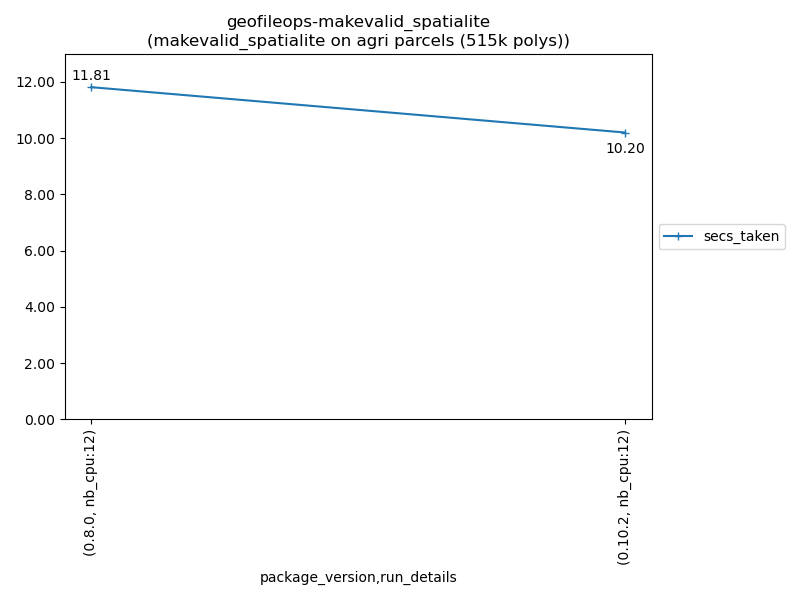 geofileops-makevalid_spatialite
(makevalid_spatialite on agri parcels (515k polys))
12.00
10.00
8.00
6.00
4.00
2.00
0.00
11.81
10.20
secs_taken
(0.8.0, nb_cpu:12)
(0.10.2, nb_cpu:12)
package_version,run_details